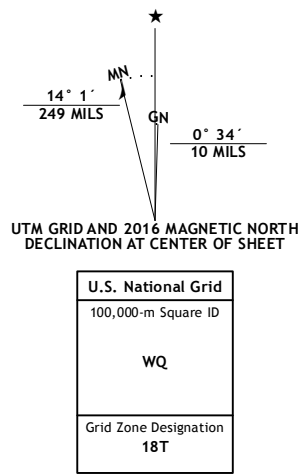 ★
MN
GN
14° 1´
249 MILS
0° 34´
10 MILS
UTM GRID AND 2016 MAGNETIC NORTH
DECLINATION AT CENTER OF SHEET
U.S. National Grid
100,000-m Square ID
WQ
Grid Zone Designation
18T